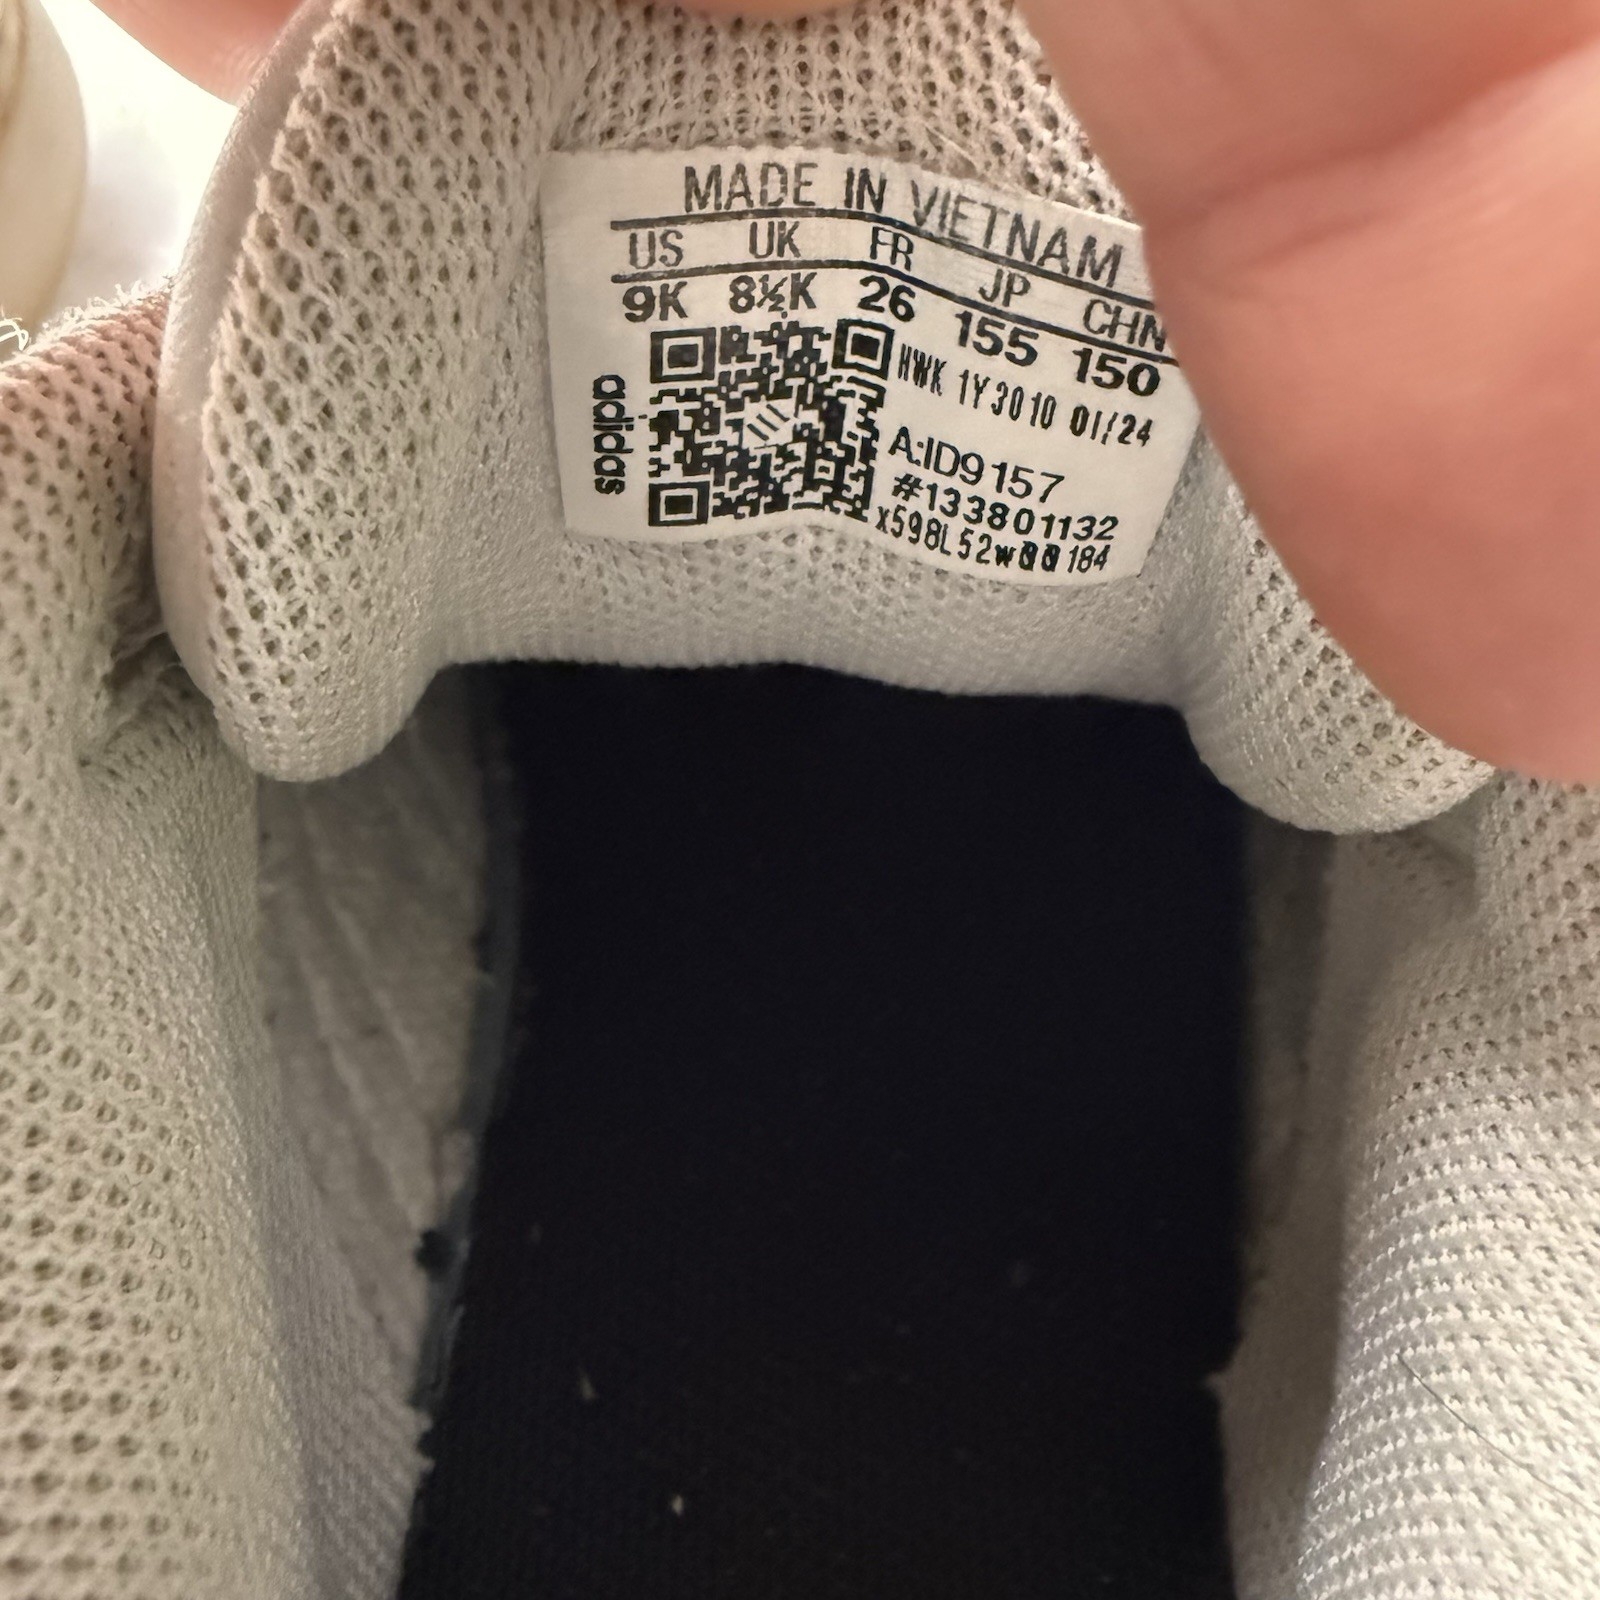 MADE IN VIETNAM
US UK FR JP CHN
9K 8½K 26 155 150
HWK 1Y3010 01/24
adidas
A:ID9157
#133801132
x598L52w00184